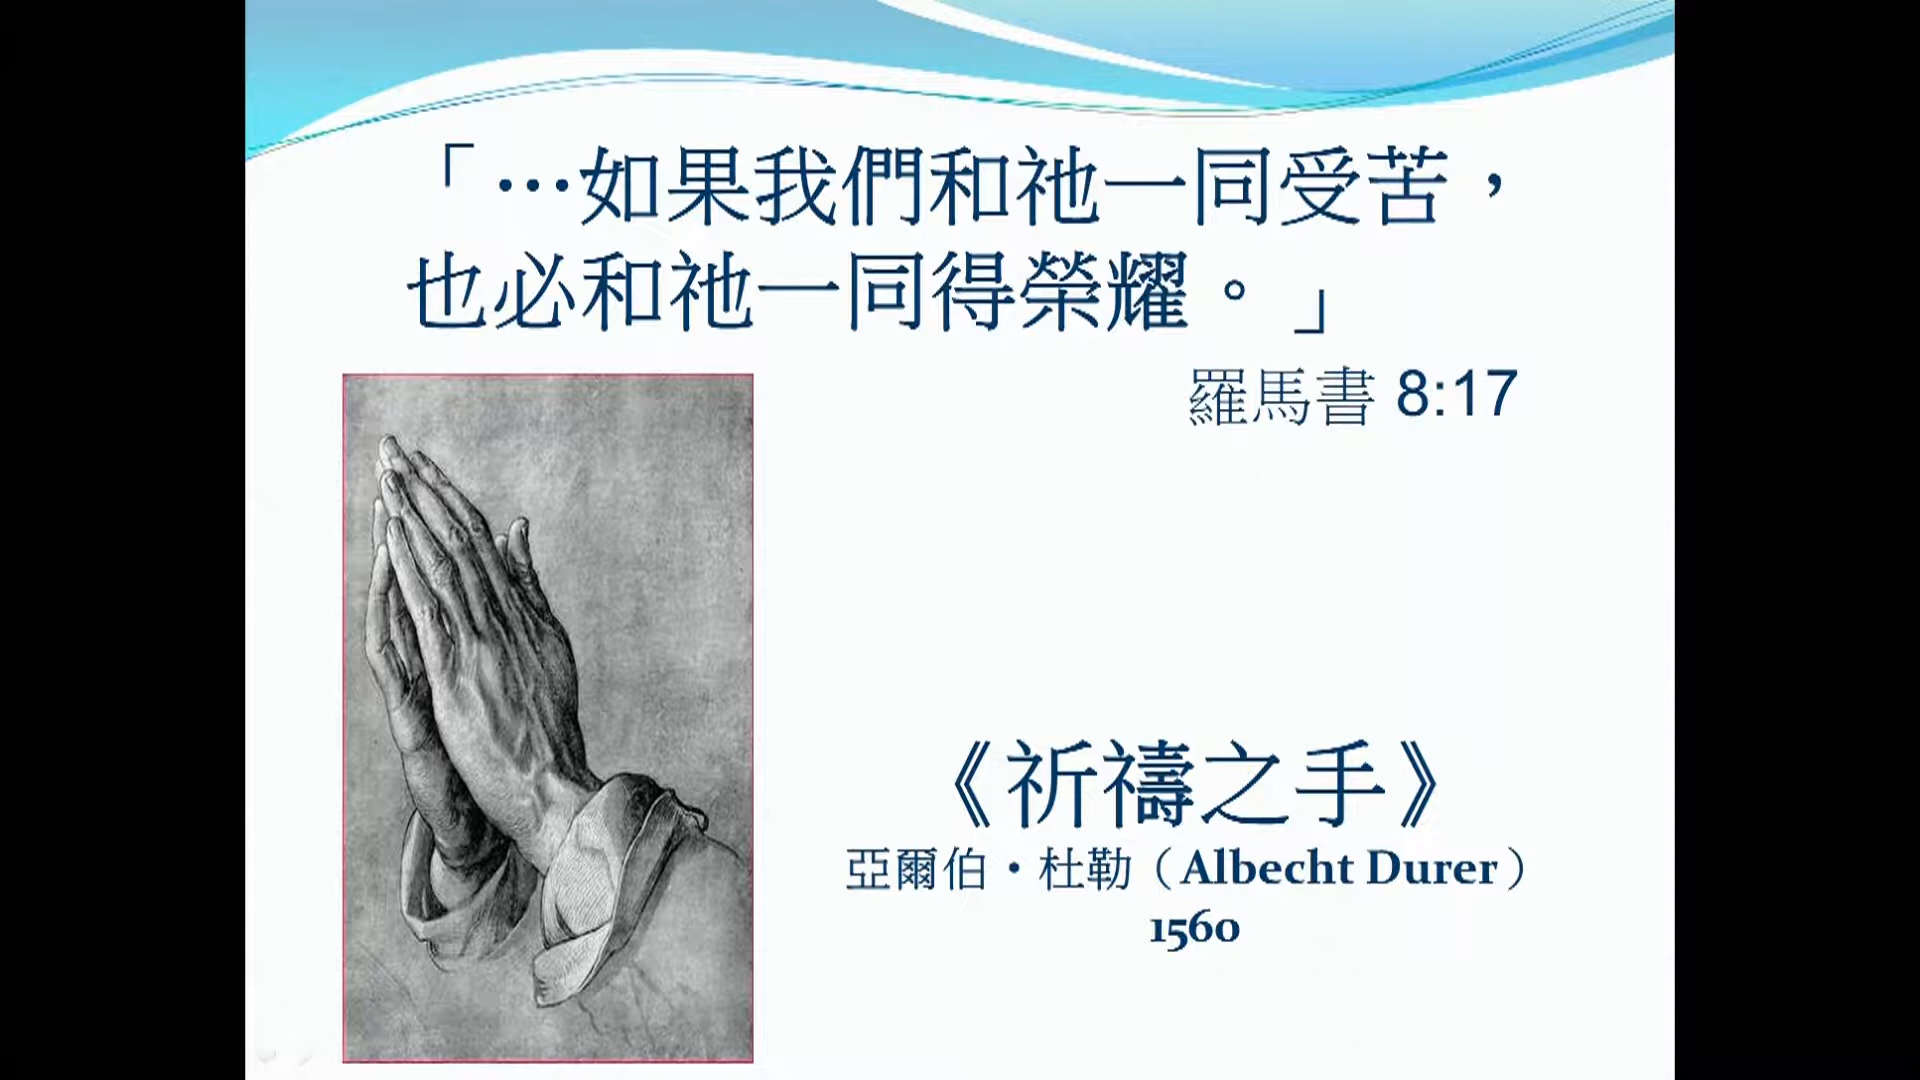 「…如果我們和祂一同受苦，
也必和祂一同得榮耀。」
羅馬書 8:17
《祈禱之手》
亞爾伯・杜勒（Albecht Durer）
1560